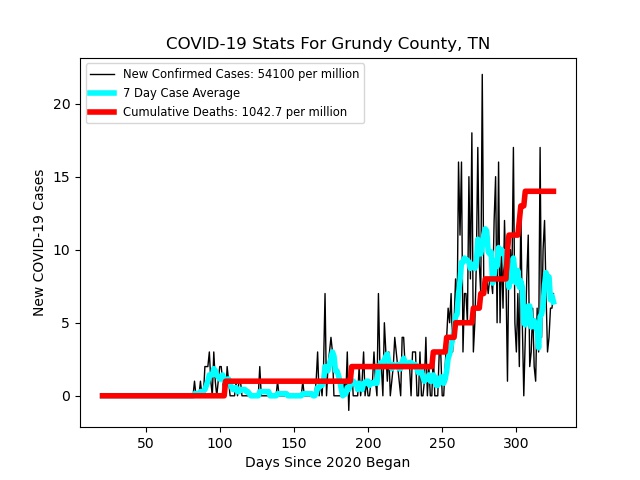 COVID-19 Stats For Grundy County, TN
New Confirmed Cases: 54100 per million
7 Day Case Average
Cumulative Deaths: 1042.7 per million
New COVID-19 Cases
20
15
10
5
0
50 100 150 200 250 300
Days Since 2020 Began